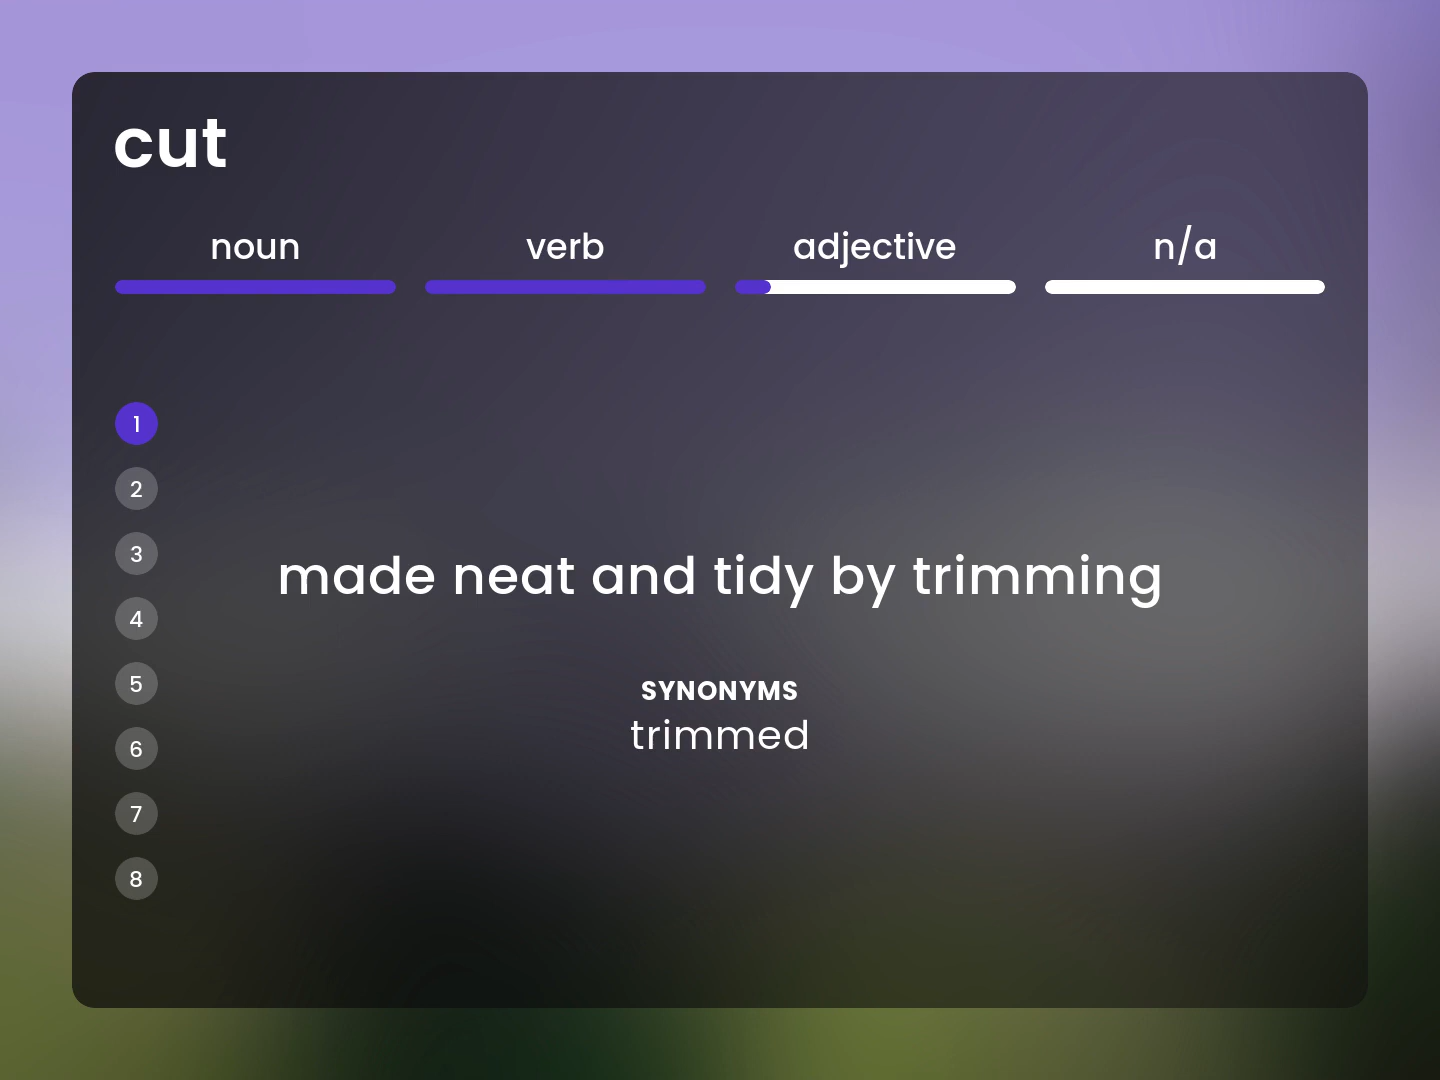 cut
noun
verb
adjective
n/a
1
2
3
4
5
6
7
8
made neat and tidy by trimming
SYNONYMS
trimmed